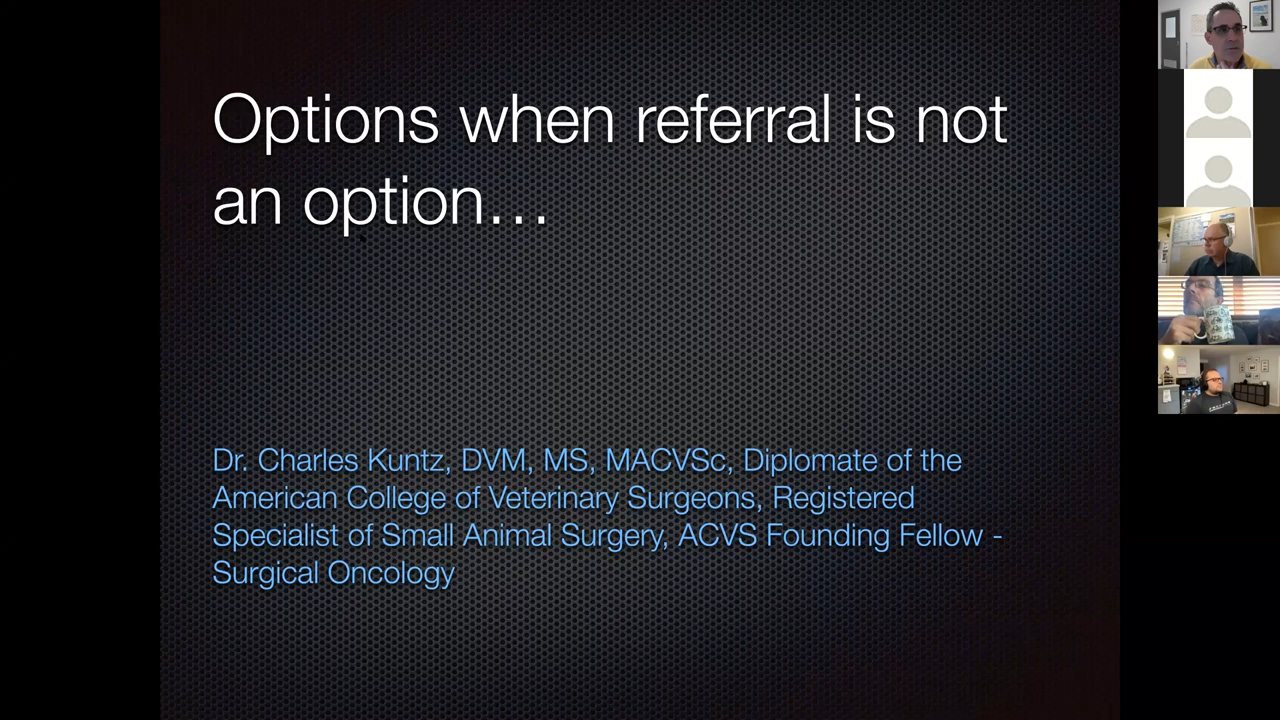 Options when referral is not
an option…
Dr. Charles Kuntz, DVM, MS, MACVSc, Diplomate of the
American College of Veterinary Surgeons, Registered
Specialist of Small Animal Surgery, ACVS Founding Fellow -
Surgical Oncology